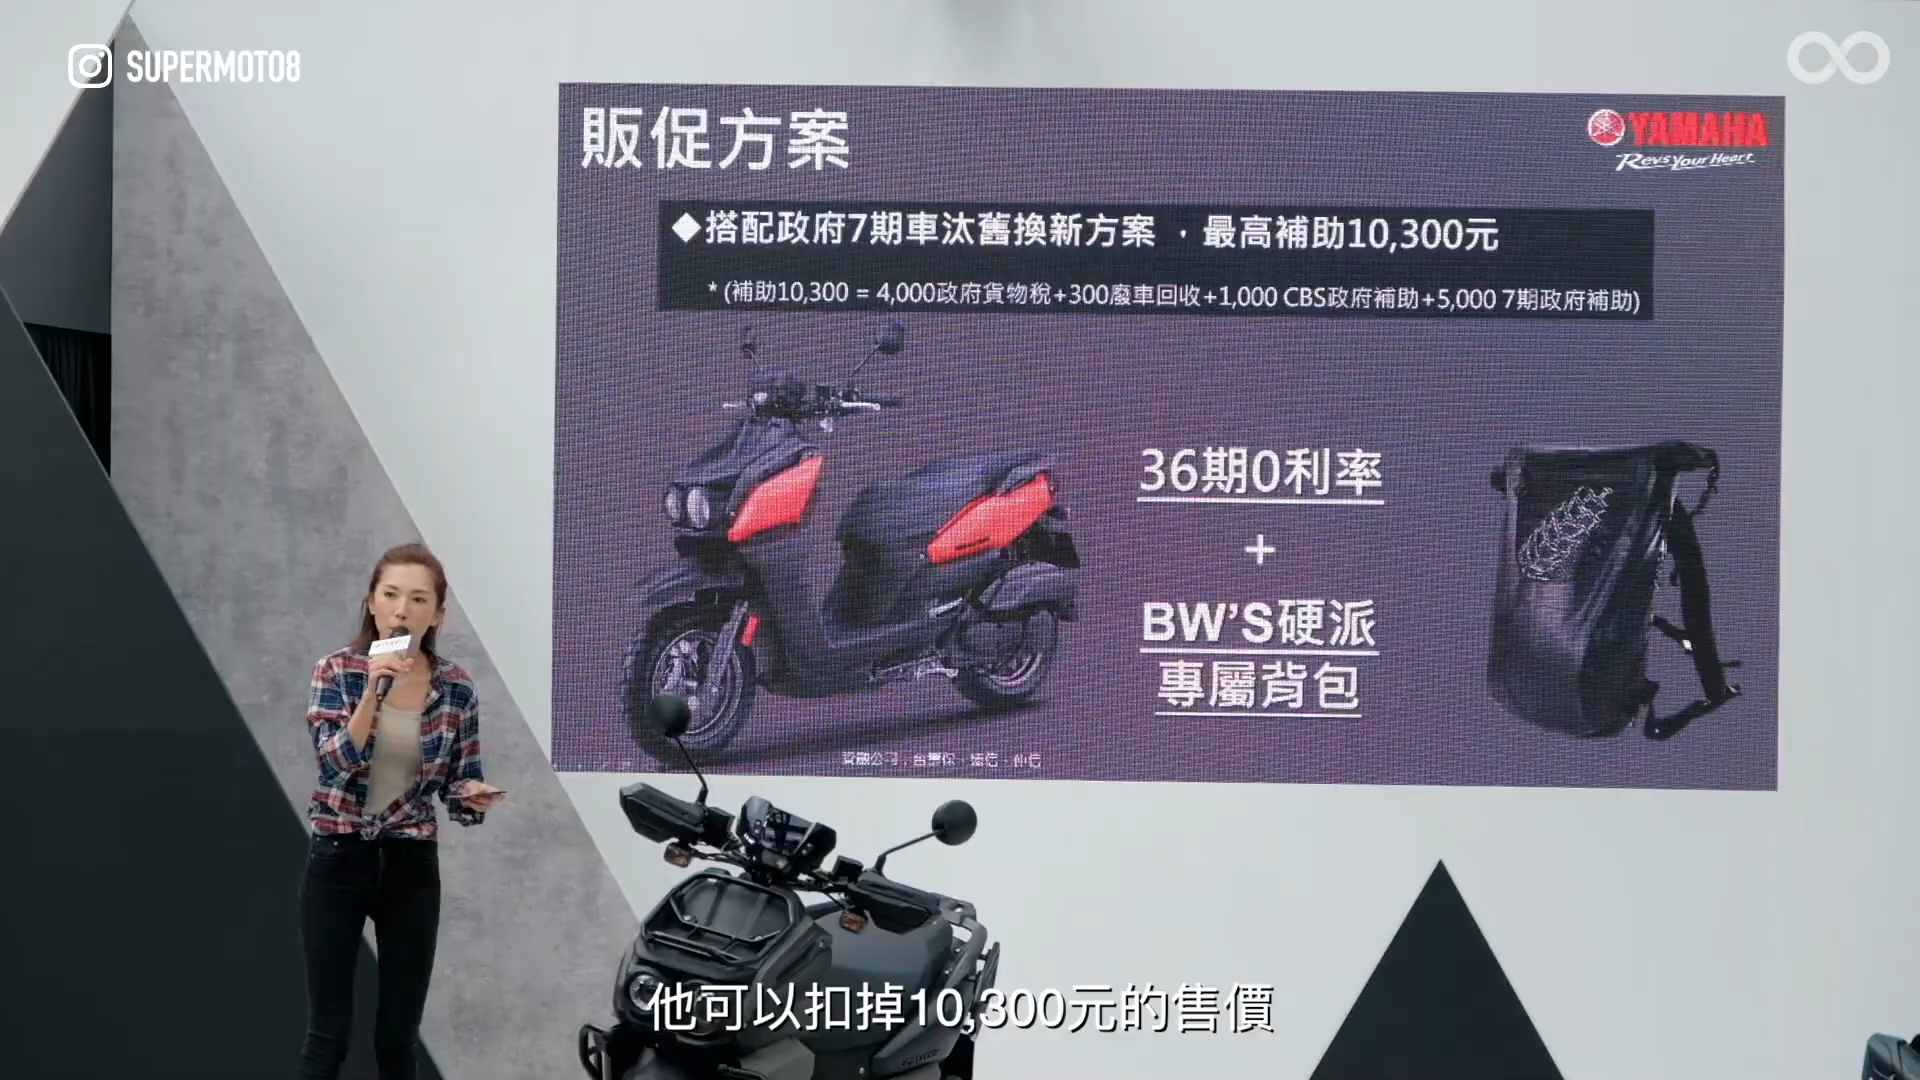 SUPERMOTO8
販促方案
YAMAHA
Revs Your Heart
◆搭配政府7期車汰舊換新方案，最高補助10,300元
* (補助10,300 = 4,000政府貨物稅+300廢車回收+1,000 CBS政府補助+5,000 7期政府補助)
36期0利率
+
BW'S硬派
專屬背包
他可以扣掉10,300元的售價